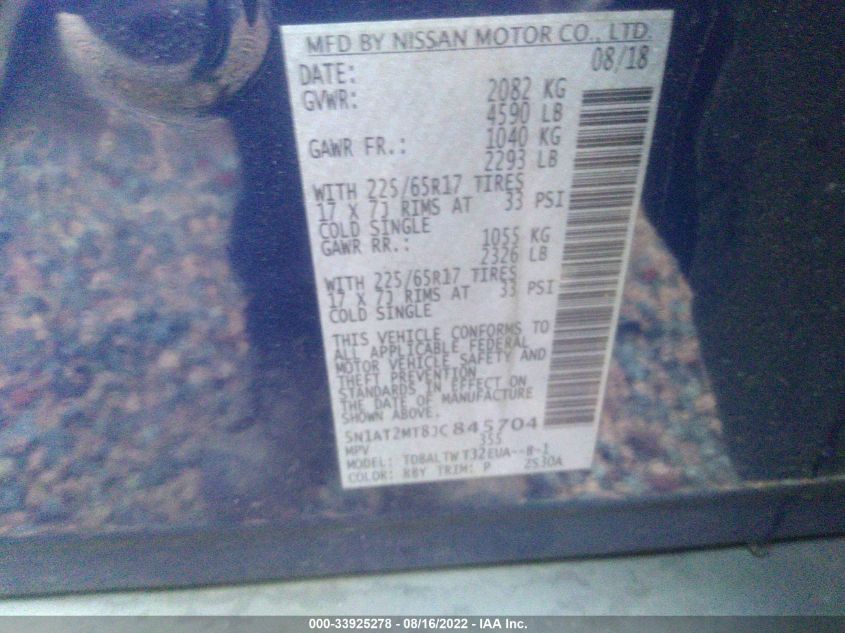 MFD BY NISSAN MOTOR CO., LTD.
DATE: 08/18
GVWR: 2082 KG
4590 LB
GAWR FR.: 1040 KG
2293 LB
WITH 225/65R17 TIRES
17 X 7J RIMS AT 33 PSI
COLD SINGLE
GAWR RR.: 1055 KG
2326 LB
WITH 225/65R17 TIRES
17 X 7J RIMS AT 33 PSI
COLD SINGLE
THIS VEHICLE CONFORMS TO
ALL APPLICABLE FEDERAL
MOTOR VEHICLE SAFETY AND
THEFT PREVENTION
STANDARDS IN EFFECT ON
THE DATE OF MANUFACTURE
SHOWN ABOVE.
5N1AT2MT8JC845704
MPV 355
MODEL: TDBALTW T32EUA--B-1
COLOR: RBY TRIM: P 2S30A
000-33925278 - 08/16/2022 - IAA Inc.